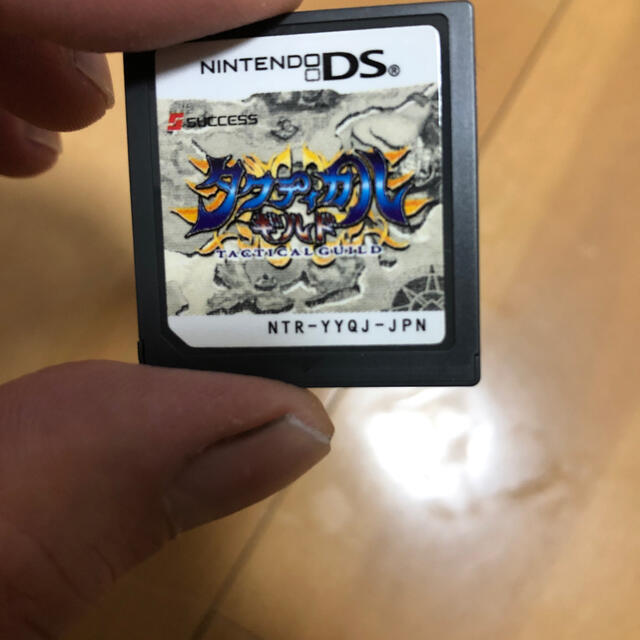 NINTENDO DS®
S SUCCESS
タクティカル
ギルド
TACTICAL GUILD
NTR-YYQJ-JPN